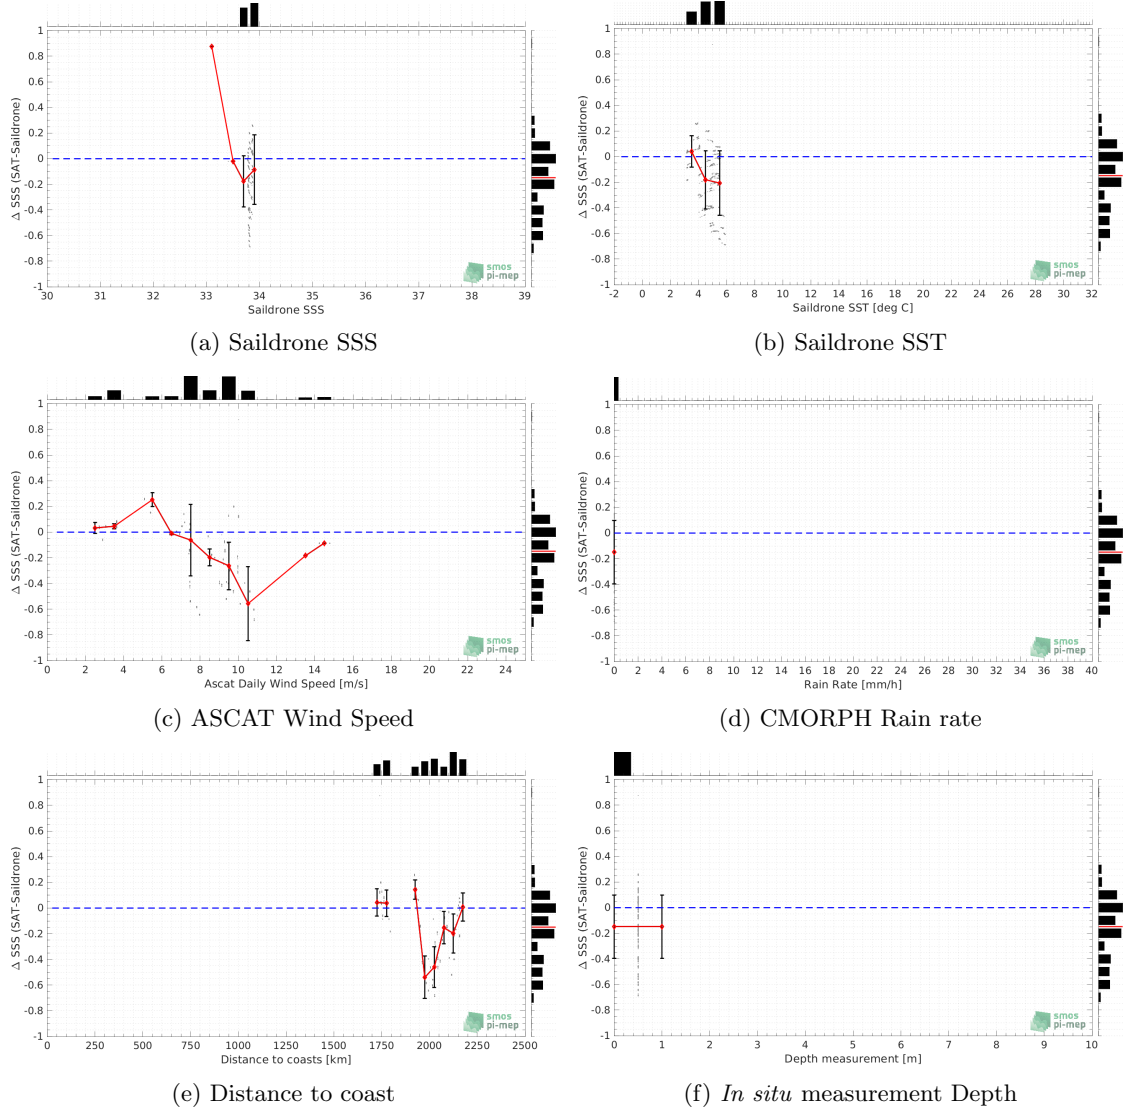 1
0.8
0.6
0.4
0.2
0
-0.2
-0.4
-0.6
-0.8
-1
Δ SSS (SAT-Saildrone)
smos
pi-mep
30 31 32 33 34 35 36 37 38 39
Saildrone SSS
(a) Saildrone SSS
1
0.8
0.6
0.4
0.2
0
-0.2
-0.4
-0.6
-0.8
-1
Δ SSS (SAT-Saildrone)
smos
pi-mep
-2 0 2 4 6 8 10 12 14 16 18 20 22 24 26 28 30 32
Saildrone SST [deg C]
(b) Saildrone SST
1
0.8
0.6
0.4
0.2
0
-0.2
-0.4
-0.6
-0.8
-1
Δ SSS (SAT-Saildrone)
smos
pi-mep
0 2 4 6 8 10 12 14 16 18 20 22 24
Ascat Daily Wind Speed [m/s]
(c) ASCAT Wind Speed
1
0.8
0.6
0.4
0.2
0
-0.2
-0.4
-0.6
-0.8
-1
Δ SSS (SAT-Saildrone)
smos
pi-mep
0 2 4 6 8 10 12 14 16 18 20 22 24 26 28 30 32 34 36 38 40
Rain Rate [mm/h]
(d) CMORPH Rain rate
1
0.8
0.6
0.4
0.2
0
-0.2
-0.4
-0.6
-0.8
-1
Δ SSS (SAT-Saildrone)
smos
pi-mep
0 250 500 750 1000 1250 1500 1750 2000 2250 2500
Distance to coasts [km]
(e) Distance to coast
1
0.8
0.6
0.4
0.2
0
-0.2
-0.4
-0.6
-0.8
-1
Δ SSS (SAT-Saildrone)
smos
pi-mep
0 1 2 3 4 5 6 7 8 9 10
Depth measurement [m]
(f) In situ measurement Depth